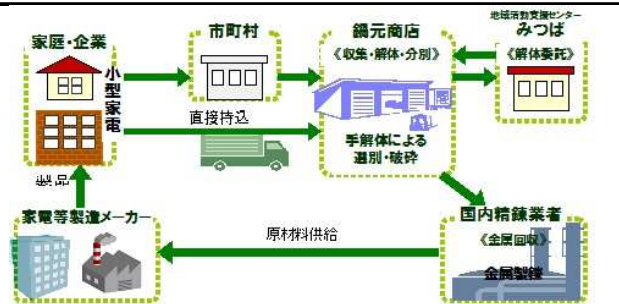 家庭・企業
小型家電
市町村
鍋元商店
《収集・解体・分別》
手解体による
選別・破砕
地域活動支援センター
みつば
《解体委託》
直接持込
製品
家電等製造メーカー
原材料供給
国内精錬業者
《金属回収》
金属製錬